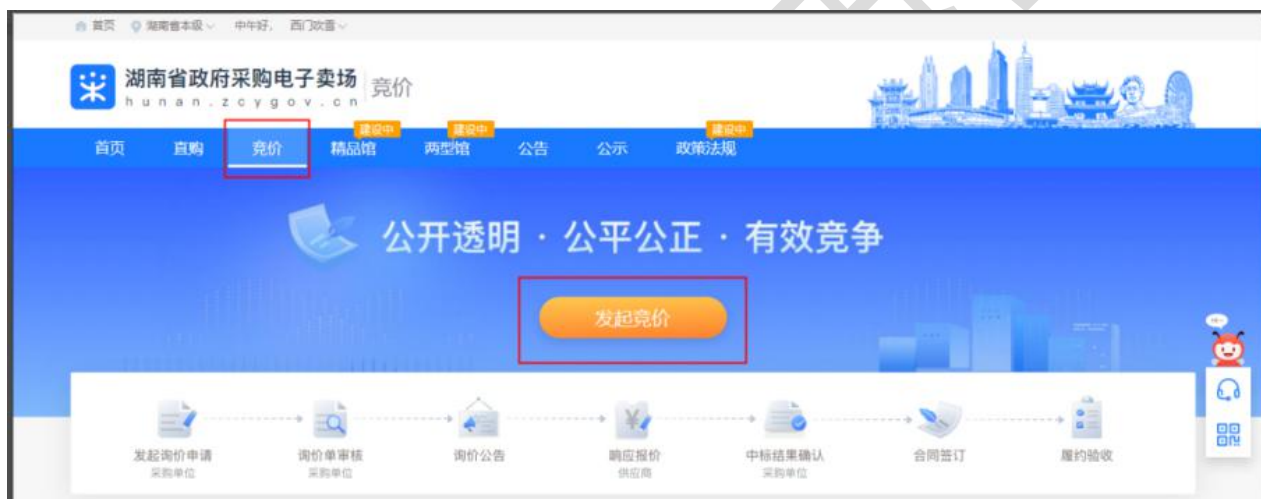 首页 湖南省本级 中午好， 西门吹雪
湖南省政府采购电子卖场 竞价
hunan.zcygov.cn
建设中 建设中 建设中
首页 直购 竞价 精品馆 两型馆 公告 公示 政策法规
公开透明 · 公平公正 · 有效竞争
发起竞价
发起询价申请 询价单审核 询价公告 响应报价 中标结果确认 合同签订 履约验收
采购单位 采购单位 供应商 采购单位